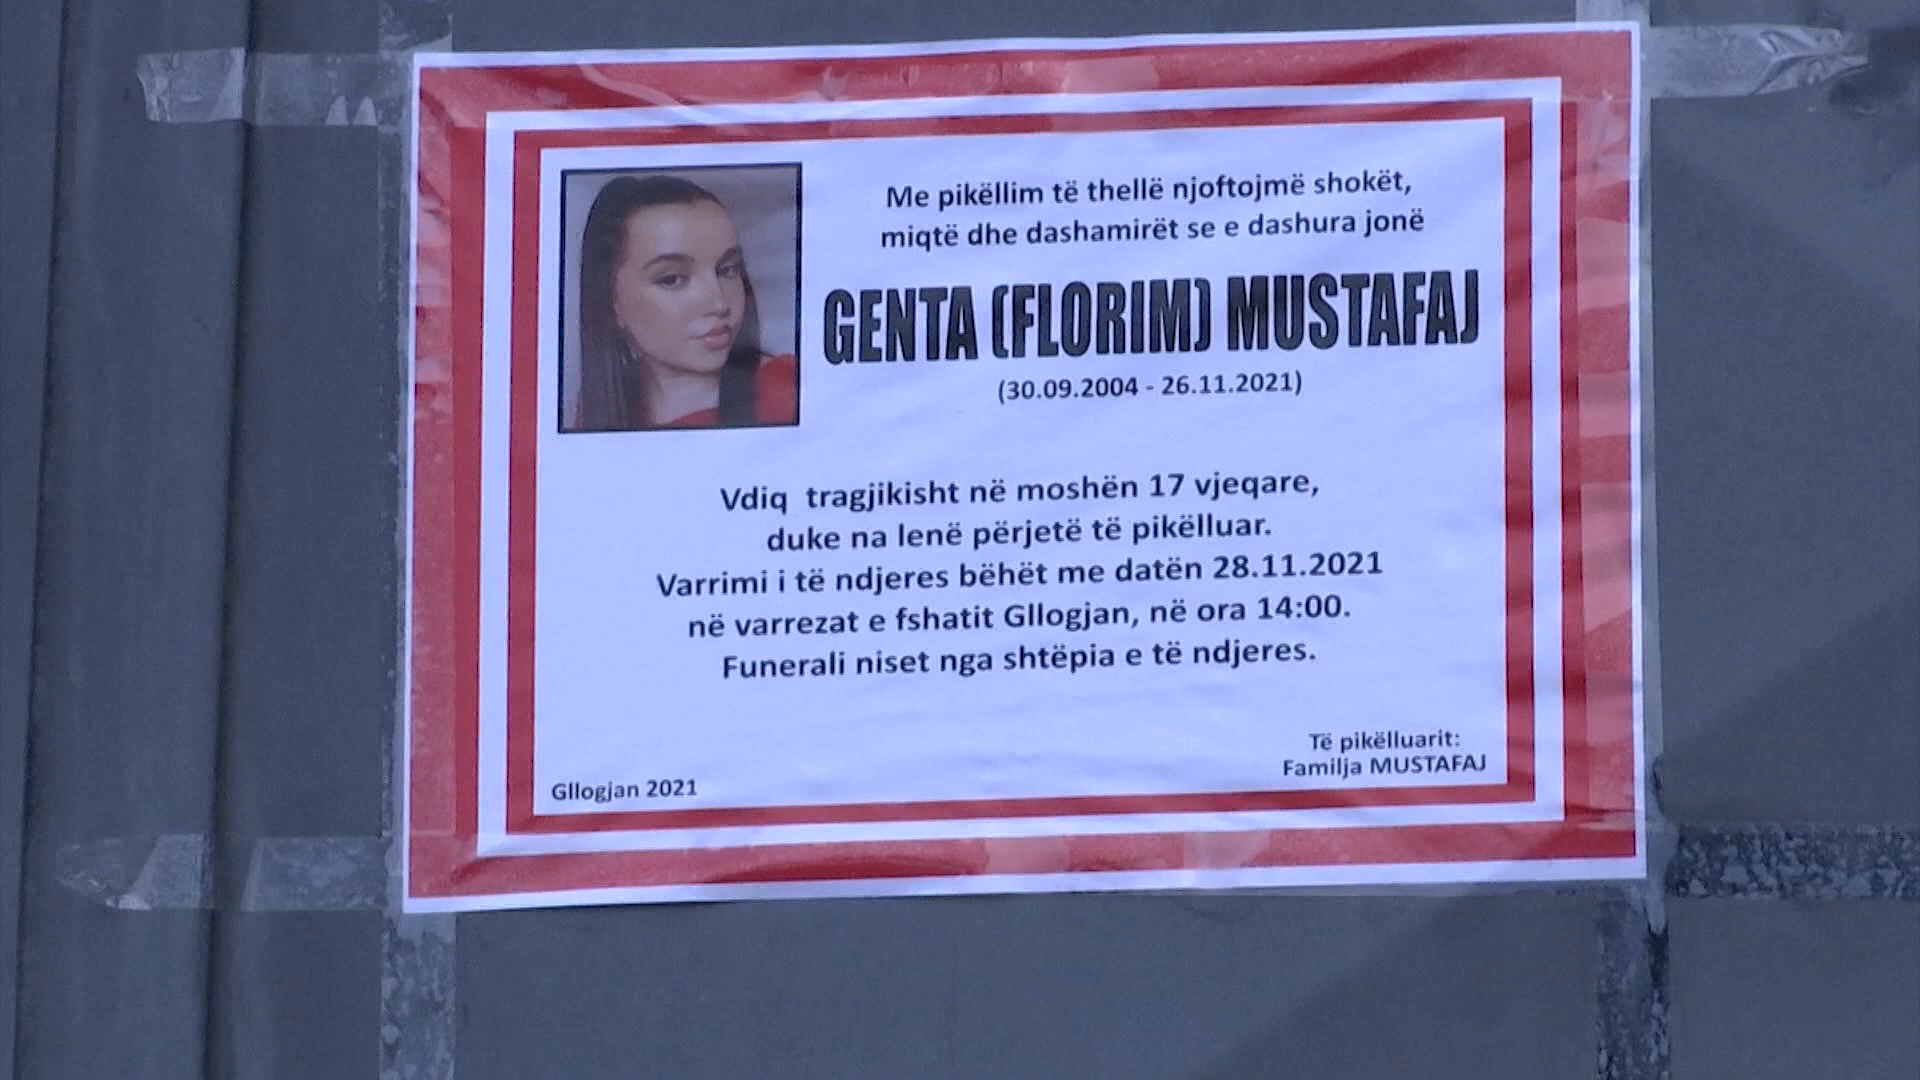 Me pikëllim të thellë njoftojmë shokët,
miqtë dhe dashamirët se e dashura jonë
GENTA (FLORIM) MUSTAFAJ
(30.09.2004 - 26.11.2021)
Vdiq tragjikisht në moshën 17 vjeqare,
duke na lenë përjetë të pikëlluar.
Varrimi i të ndjeres bëhët me datën 28.11.2021
në varrezat e fshatit Gllogjan, në ora 14:00.
Funerali niset nga shtëpia e të ndjeres.
Të pikëlluarit:
Familja MUSTAFAJ
Gllogjan 2021